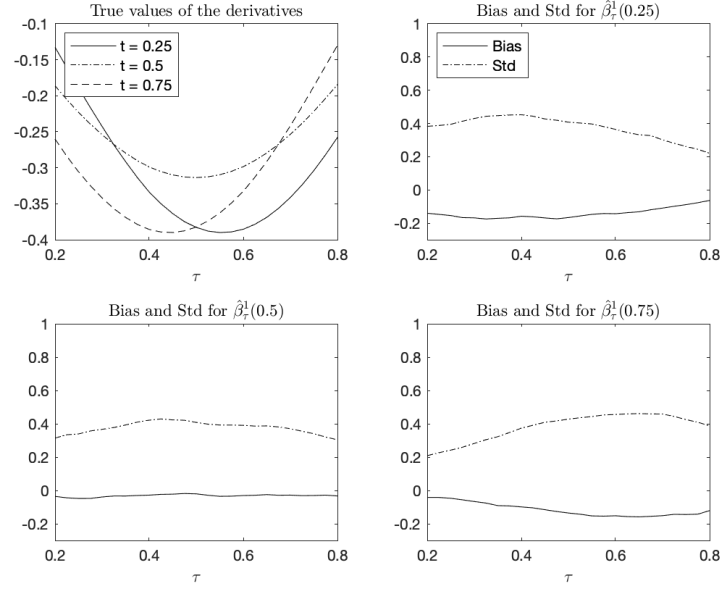 True values of the derivatives
-0.1
-0.15
-0.2
-0.25
-0.3
-0.35
-0.4
t = 0.25
t = 0.5
t = 0.75
0.2 0.4 0.6 0.8
τ
Bias and Std for β̂¹τ(0.25)
1
0.8
0.6
0.4
0.2
0
-0.2
Bias
Std
0.2 0.4 0.6 0.8
τ
Bias and Std for β̂¹τ(0.5)
1
0.8
0.6
0.4
0.2
0
-0.2
0.2 0.4 0.6 0.8
τ
Bias and Std for β̂¹τ(0.75)
1
0.8
0.6
0.4
0.2
0
-0.2
0.2 0.4 0.6 0.8
τ